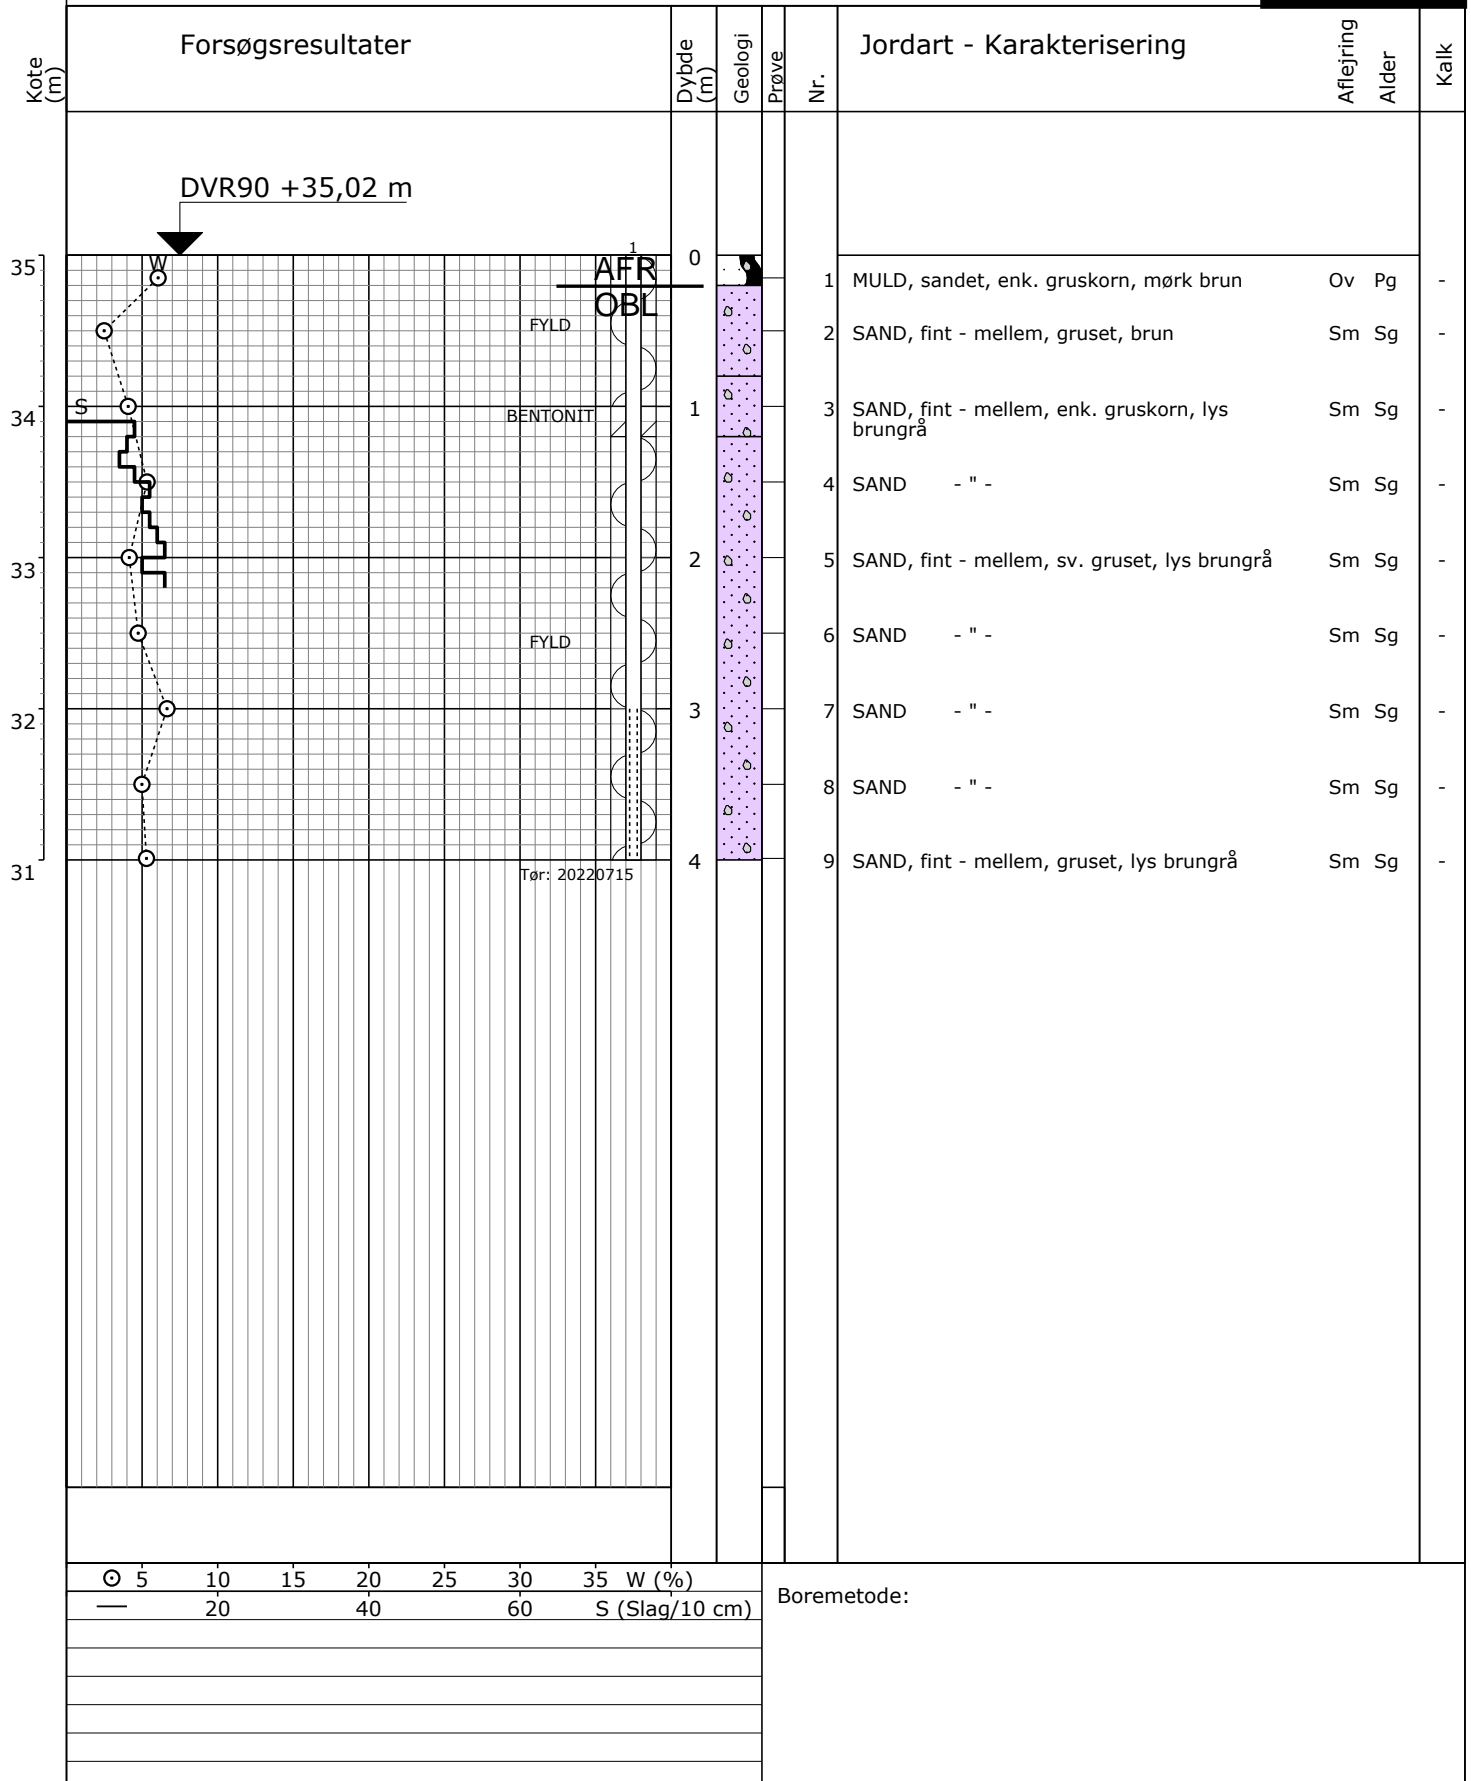 Kote (m)
Forsøgsresultater
Dybde (m)
Geologi
Prøve
Nr.
Jordart - Karakterisering
Aflejring
Alder
Kalk
DVR90 +35,02 m
35
34
33
32
31
W
S
1
AFR
OBL
FYLD
BENTONIT
FYLD
Tør: 20220715
0
1
2
3
4
1 MULD, sandet, enk. gruskorn, mørk brun Ov Pg -
2 SAND, fint - mellem, gruset, brun Sm Sg -
3 SAND, fint - mellem, enk. gruskorn, lys Sm Sg -
brungrå
4 SAND - " - Sm Sg -
5 SAND, fint - mellem, sv. gruset, lys brungrå Sm Sg -
6 SAND - " - Sm Sg -
7 SAND - " - Sm Sg -
8 SAND - " - Sm Sg -
9 SAND, fint - mellem, gruset, lys brungrå Sm Sg -
5 10 15 20 25 30 35 W (%)
20 40 60 S (Slag/10 cm)
Boremetode: